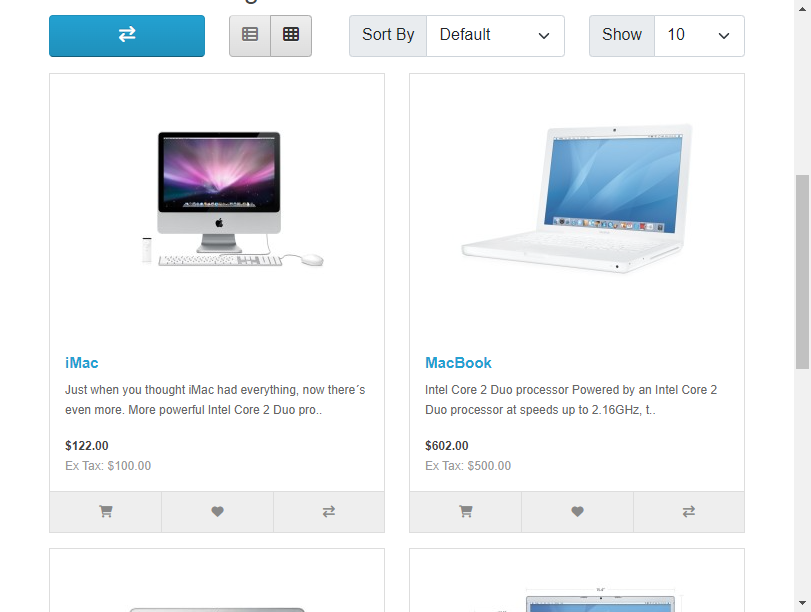 Sort By
Default
Show
10
iMac
Just when you thought iMac had everything, now there´s
even more. More powerful Intel Core 2 Duo pro..
$122.00
Ex Tax: $100.00
MacBook
Intel Core 2 Duo processor Powered by an Intel Core 2
Duo processor at speeds up to 2.16GHz, t..
$602.00
Ex Tax: $500.00